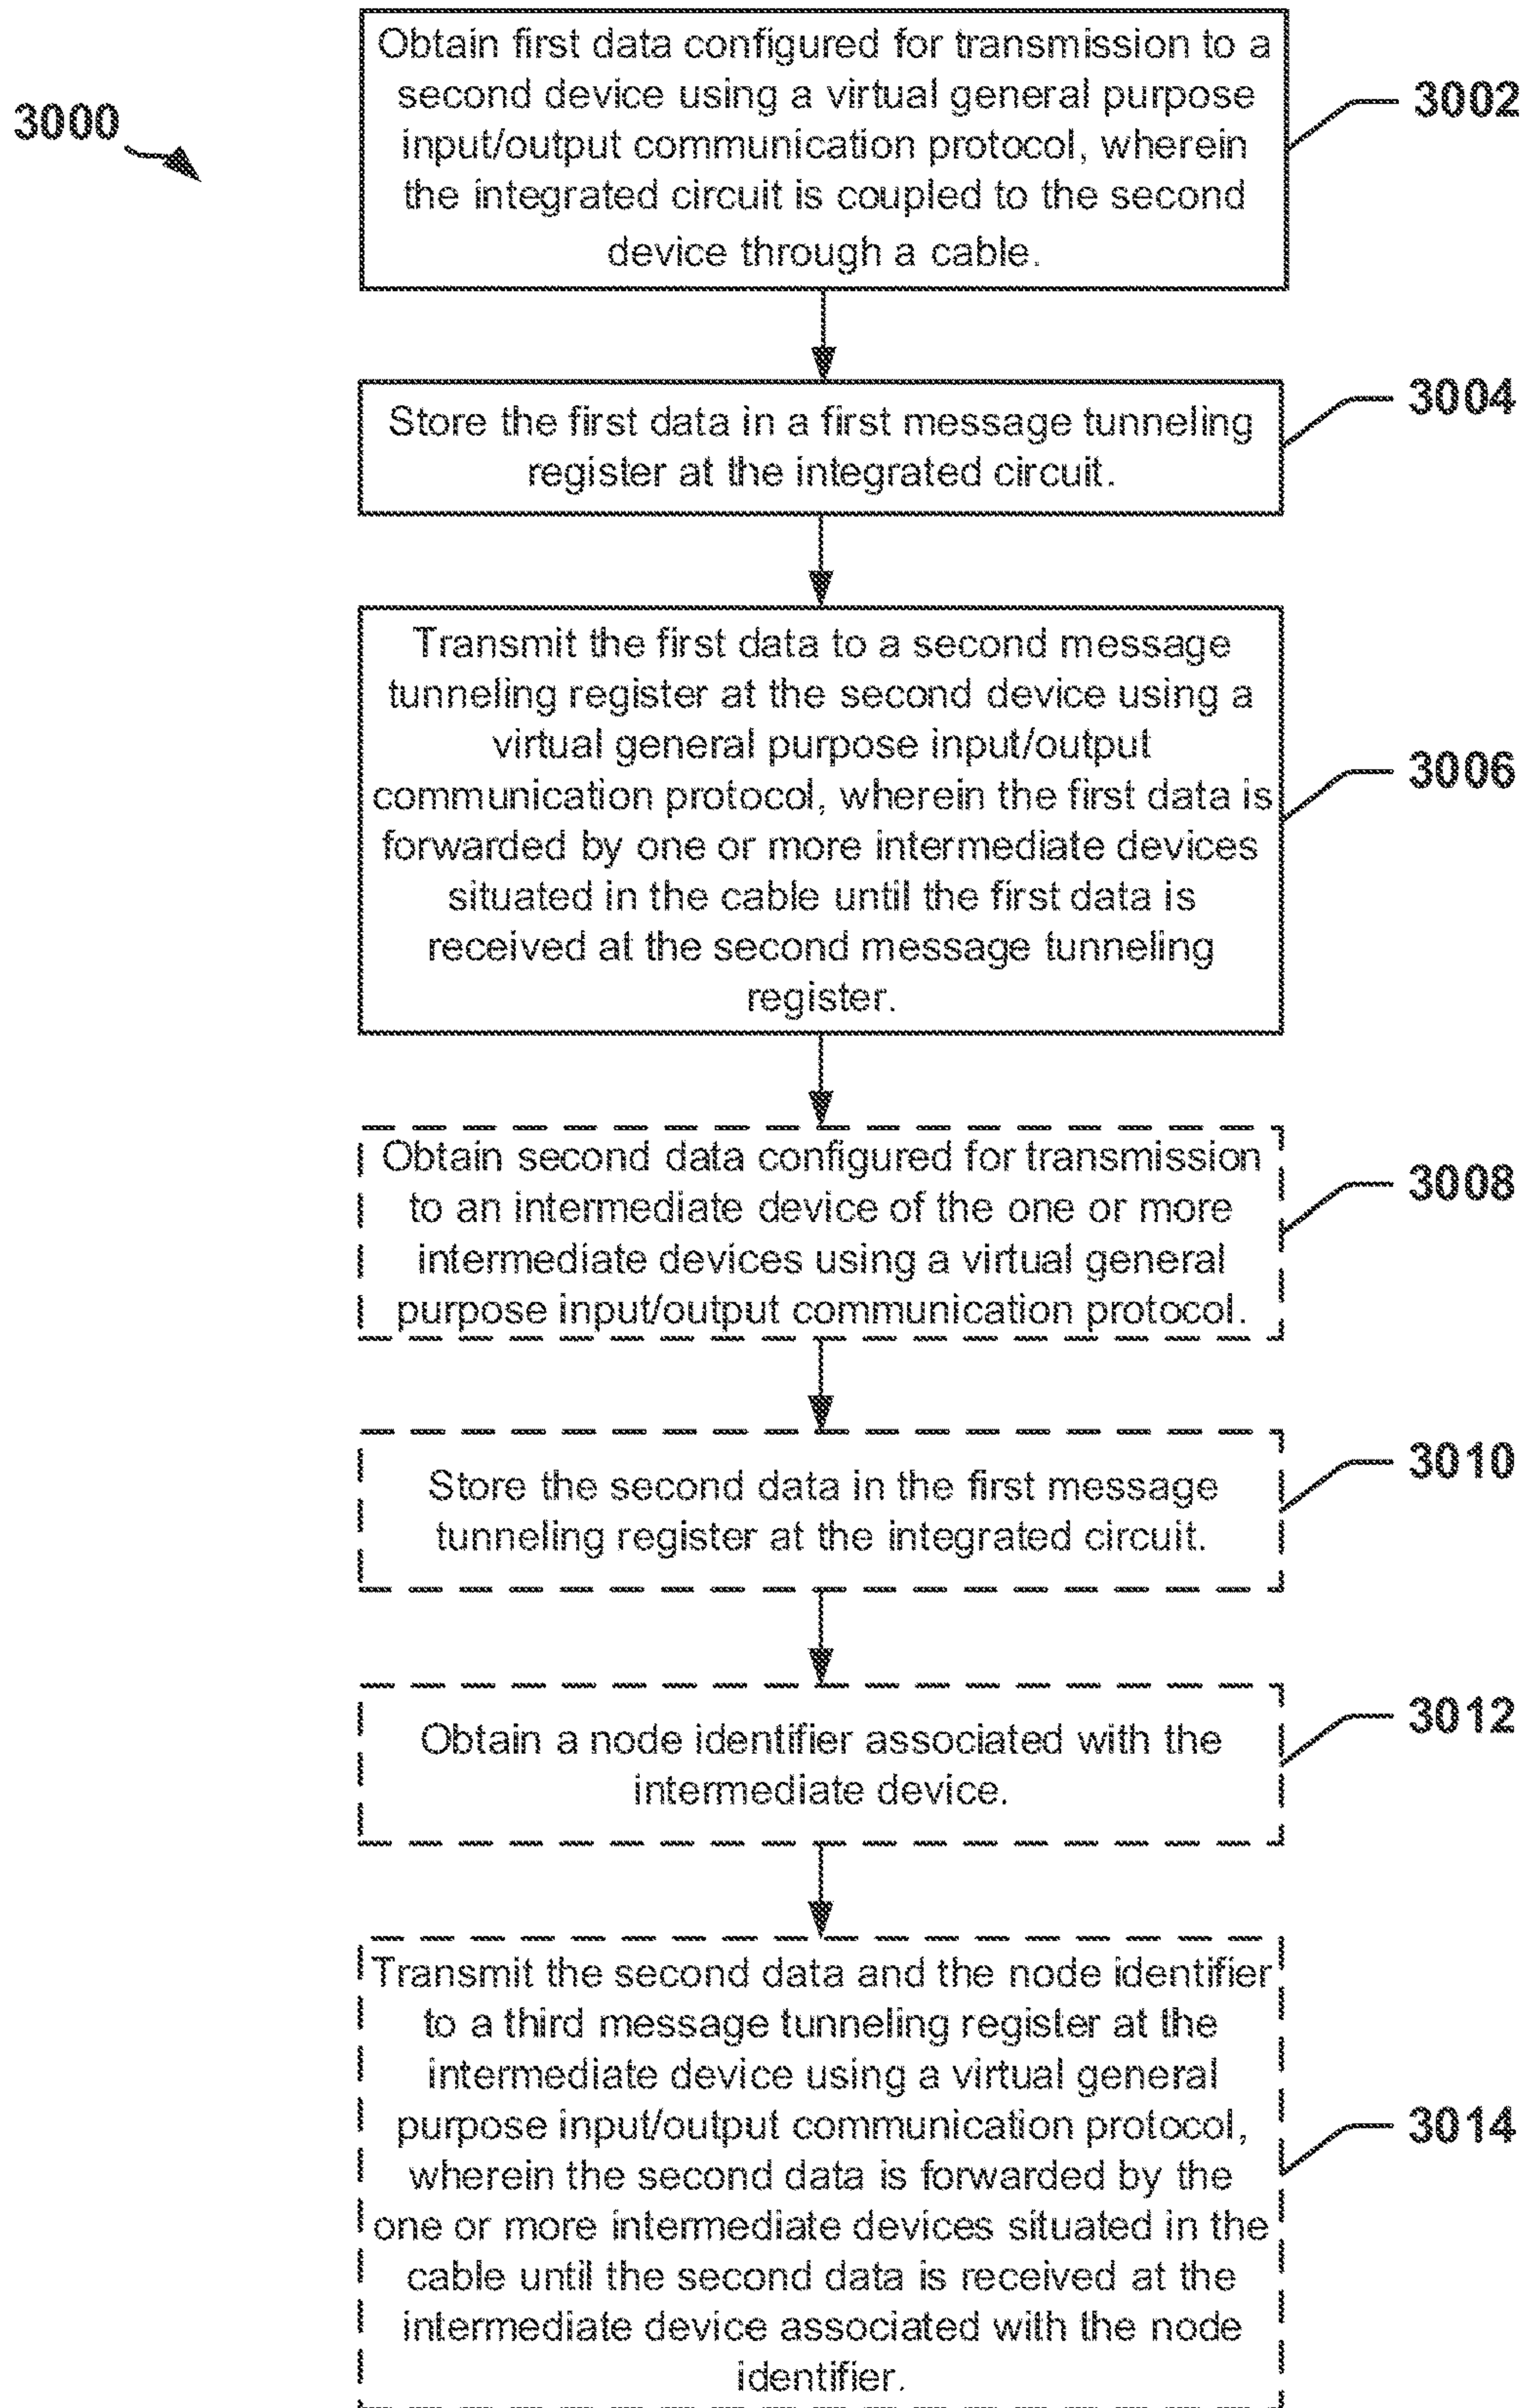 3000
Obtain first data configured for transmission to a
second device using a virtual general purpose
input/output communication protocol, wherein
the integrated circuit is coupled to the second
device through a cable.
3002
Store the first data in a first message tunneling
register at the integrated circuit.
3004
Transmit the first data to a second message
tunneling register at the second device using a
virtual general purpose input/output
communication protocol, wherein the first data is
forwarded by one or more intermediate devices
situated in the cable until the first data is
received at the second message tunneling
register.
3006
Obtain second data configured for transmission
to an intermediate device of the one or more
intermediate devices using a virtual general
purpose input/output communication protocol.
3008
Store the second data in the first message
tunneling register at the integrated circuit.
3010
Obtain a node identifier associated with the
intermediate device.
3012
Transmit the second data and the node identifier
to a third message tunneling register at the
intermediate device using a virtual general
purpose input/output communication protocol,
wherein the second data is forwarded by the
one or more intermediate devices situated in the
cable until the second data is received at the
intermediate device associated with the node
identifier.
3014